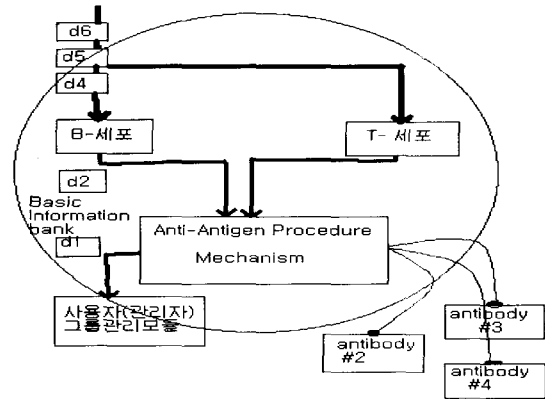 d6
d5
d4
B-세포
T- 세포
d2
Basic
Information
bank
d1
Anti-Antigen Procedure
Mechanism
사용자(관리자)
그룹관리모듈
antibody
#2
antibody
#3
antibody
#4